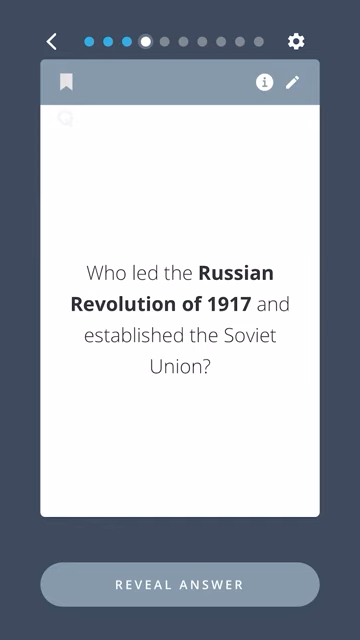 Who led the Russian
Revolution of 1917 and
established the Soviet
Union?
REVEAL ANSWER